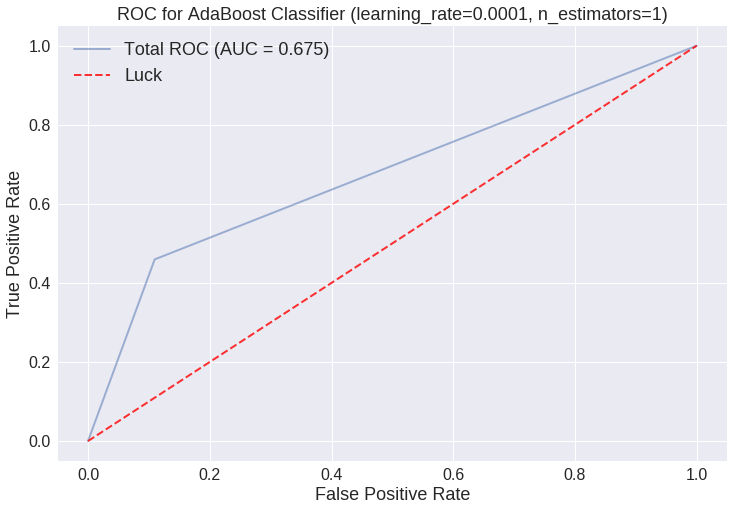 ROC for AdaBoost Classifier (learning_rate=0.0001, n_estimators=1)
Total ROC (AUC = 0.675)
Luck
True Positive Rate
1.0
0.8
0.6
0.4
0.2
0.0
0.0 0.2 0.4 0.6 0.8 1.0
False Positive Rate